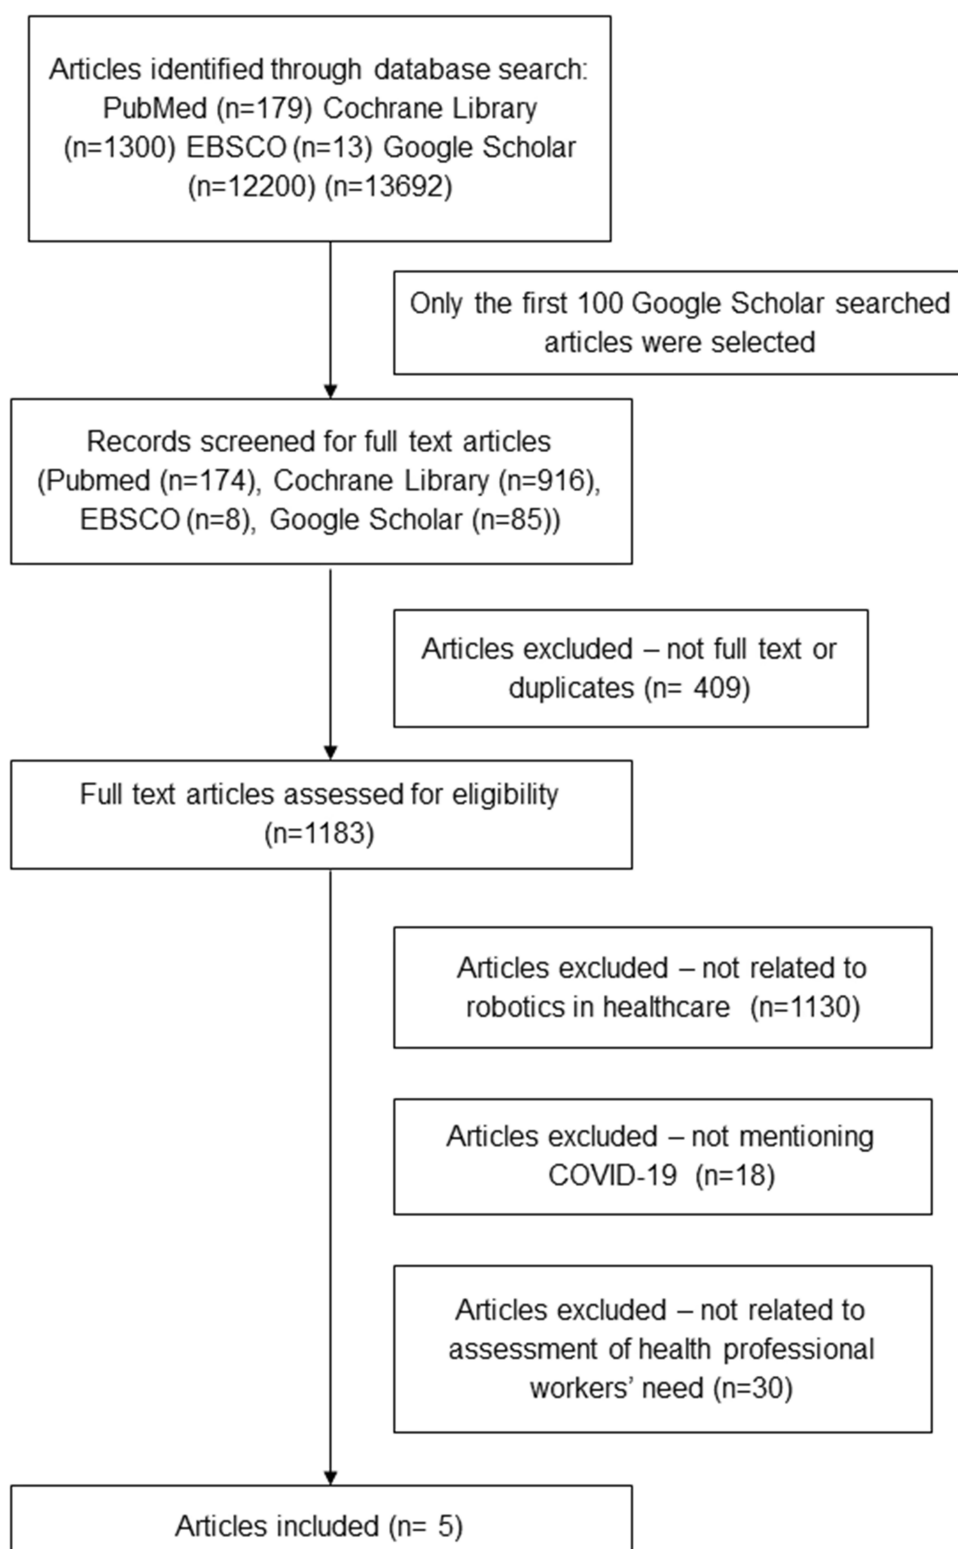 Articles identified through database search:
PubMed (n=179) Cochrane Library
(n=1300) EBSCO (n=13) Google Scholar
(n=12200) (n=13692)
Only the first 100 Google Scholar searched
articles were selected
Records screened for full text articles
(Pubmed (n=174), Cochrane Library (n=916),
EBSCO (n=8), Google Scholar (n=85))
Articles excluded – not full text or
duplicates (n= 409)
Full text articles assessed for eligibility
(n=1183)
Articles excluded – not related to
robotics in healthcare (n=1130)
Articles excluded – not mentioning
COVID-19 (n=18)
Articles excluded – not related to
assessment of health professional
workers’ need (n=30)
Articles included (n= 5)